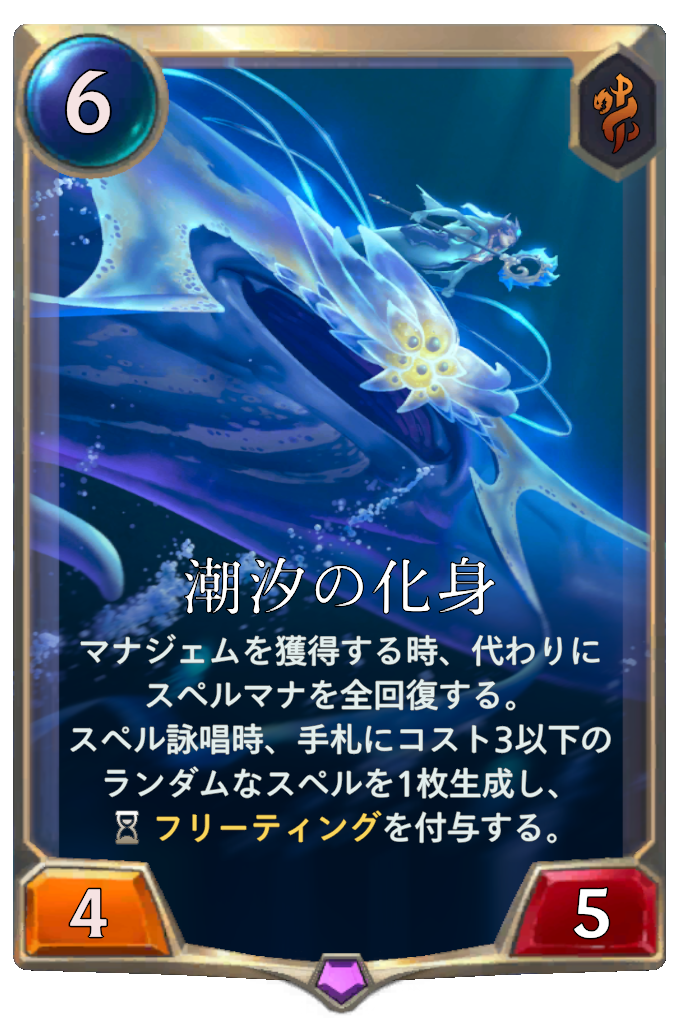 6
潮汐の化身
マナジェムを獲得する時、代わりに
スペルマナを全回復する。
スペル詠唱時、手札にコスト3以下の
ランダムなスペルを1枚生成し、
フリーティングを付与する。
4
5